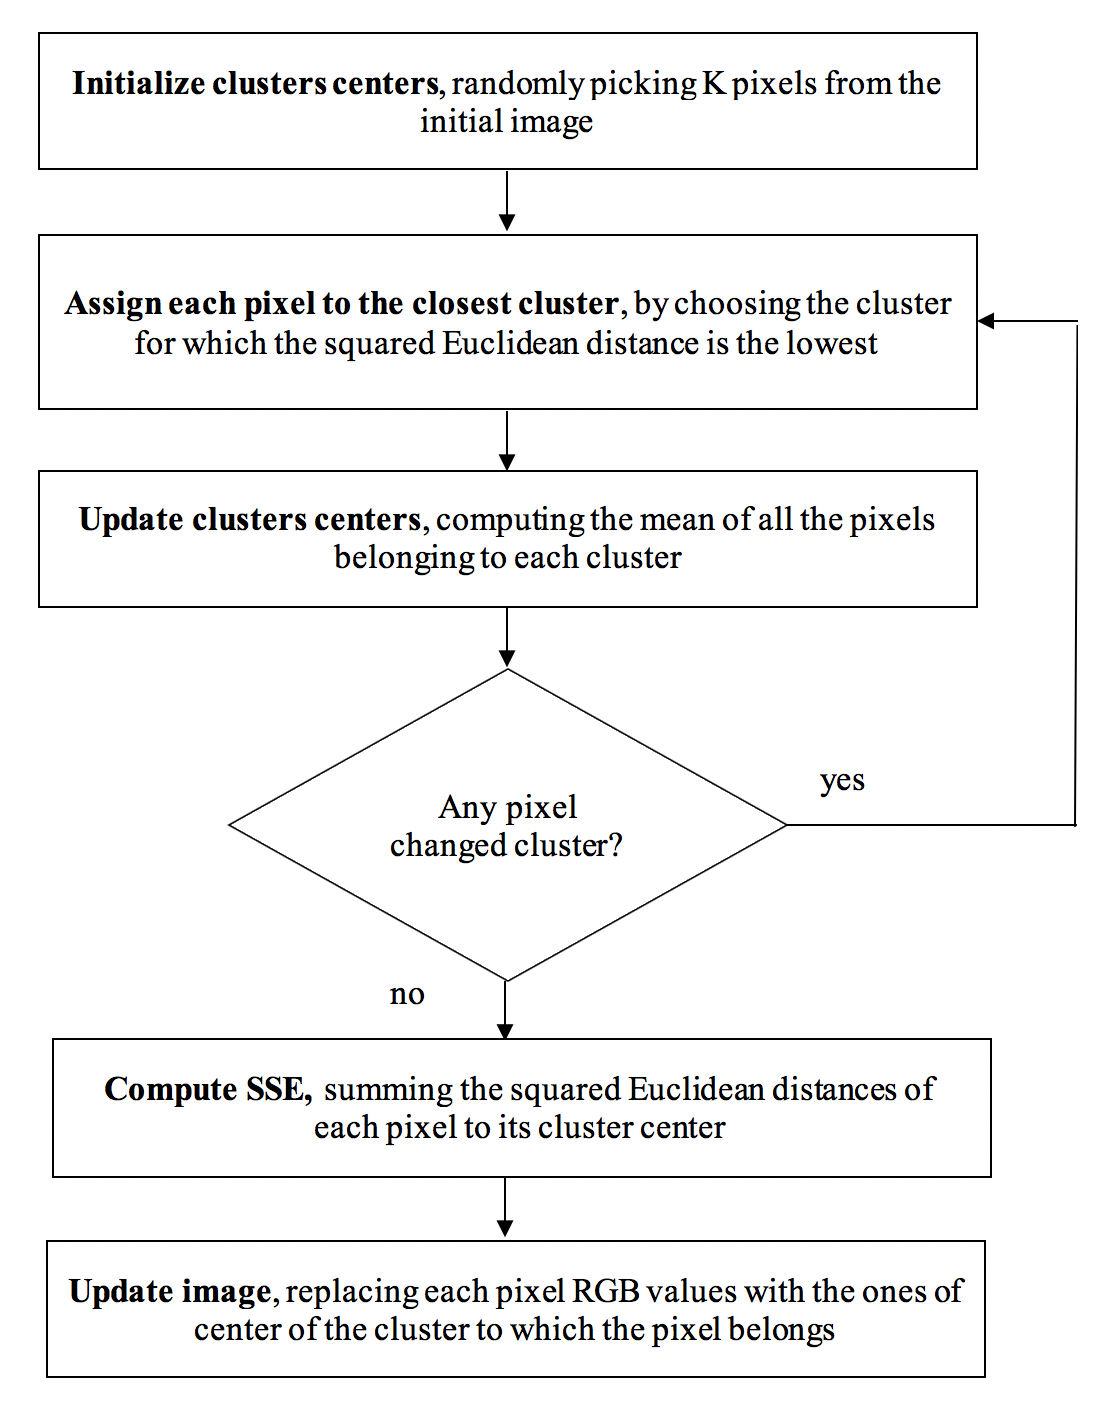 Initialize clusters centers, randomly picking K pixels from the
initial image
Assign each pixel to the closest cluster, by choosing the cluster
for which the squared Euclidean distance is the lowest
Update clusters centers, computing the mean of all the pixels
belonging to each cluster
Any pixel
changed cluster?
yes
no
Compute SSE, summing the squared Euclidean distances of
each pixel to its cluster center
Update image, replacing each pixel RGB values with the ones of
center of the cluster to which the pixel belongs